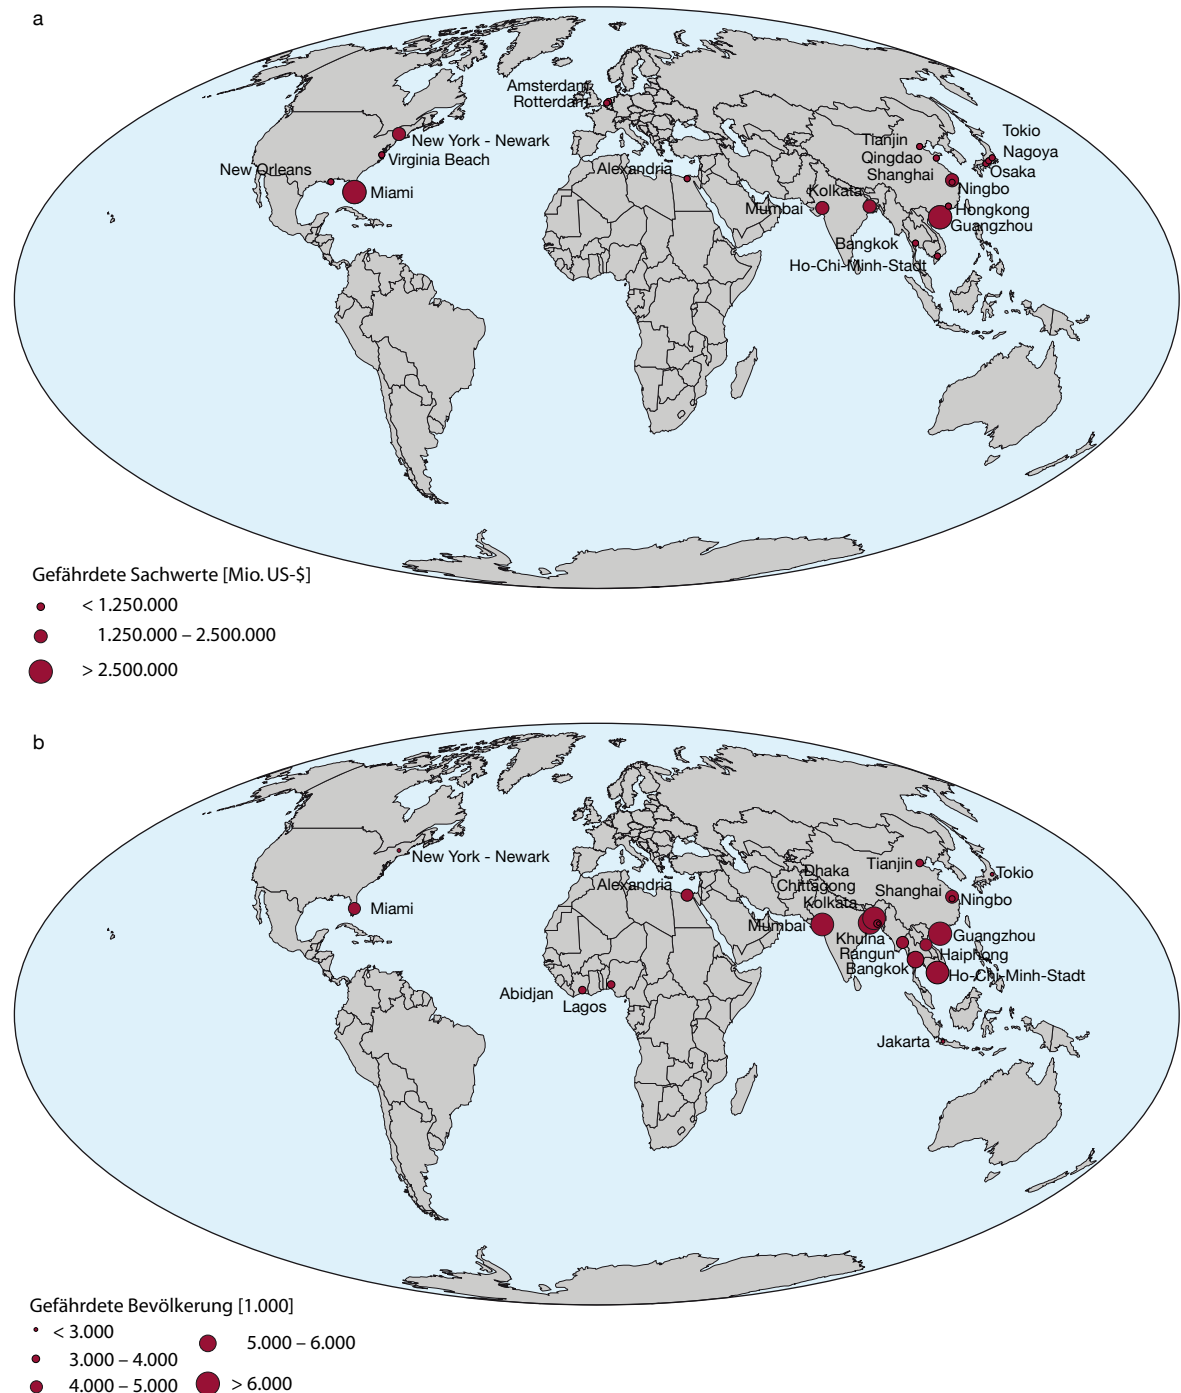 a
Amsterdam
Rotterdam
New York - Newark
Virginia Beach
New Orleans
Miami
Alexandria
Tokio
Tianjin
Nagoya
Qingdao
Osaka
Shanghai
Ningbo
Kolkata
Mumbai
Hongkong
Guangzhou
Bangkok
Ho-Chi-Minh-Stadt
Gefährdete Sachwerte [Mio. US-$]
< 1.250.000
1.250.000 – 2.500.000
> 2.500.000
b
New York - Newark
Miami
Alexandria
Abidjan
Lagos
Dhaka
Chittagong
Kolkata
Mumbai
Khulna
Rangun
Bangkok
Tianjin
Tokio
Shanghai
Ningbo
Guangzhou
Haiphong
Ho-Chi-Minh-Stadt
Jakarta
Gefährdete Bevölkerung [1.000]
< 3.000
3.000 – 4.000
4.000 – 5.000
5.000 – 6.000
> 6.000